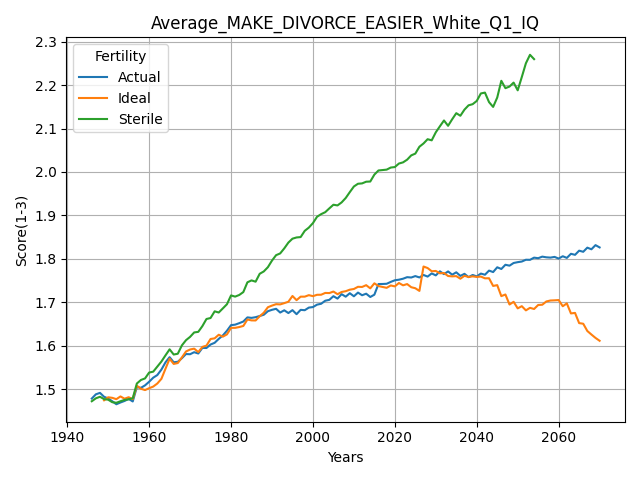 Average_MAKE_DIVORCE_EASIER_White_Q1_IQ
Fertility
Actual
Ideal
Sterile
Score(1-3)
2.3
2.2
2.1
2.0
1.9
1.8
1.7
1.6
1.5
1940
1960
1980
2000
2020
2040
2060
Years